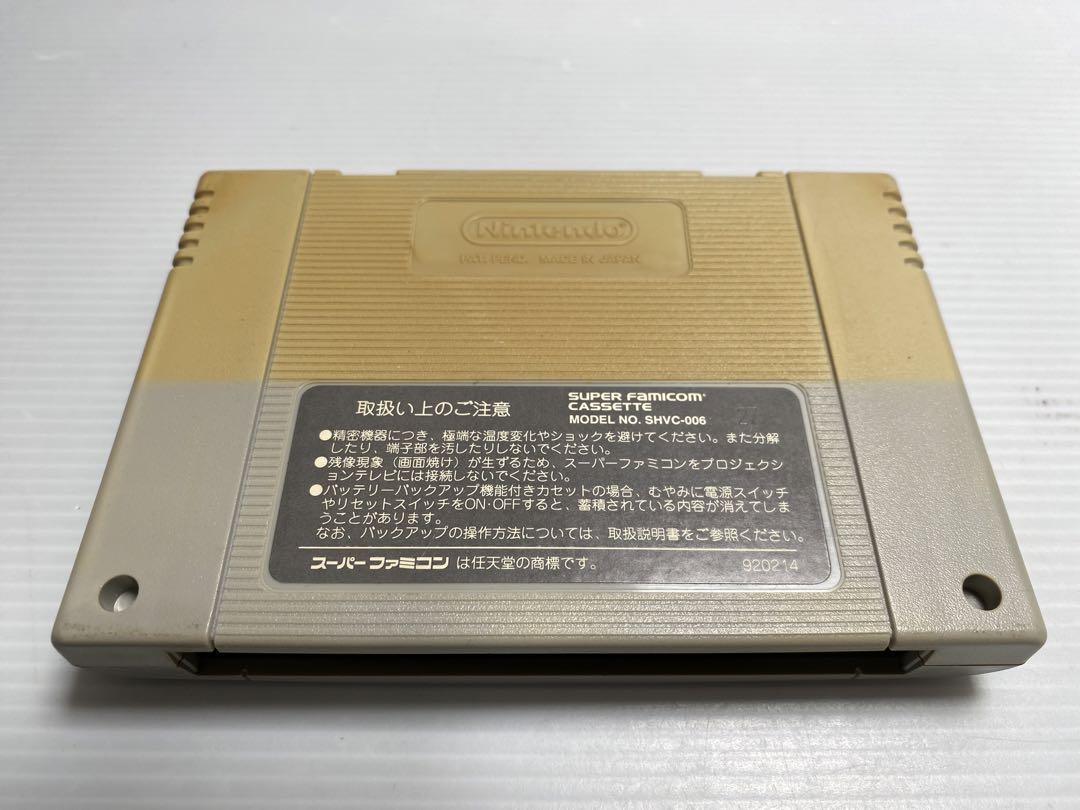 Nintendo®
PAT. PEND. MADE IN JAPAN
取扱い上のご注意
SUPER FAMICOM®
CASSETTE
MODEL NO. SHVC-006
●精密機器につき、極端な温度変化やショックを避けてください。また分解
したり、端子部を汚したりしないでください。
●残像現象（画面焼け）が生ずるため、スーパーファミコンをプロジェクシ
ョンテレビには接続しないでください。
●バッテリーバックアップ機能付きカセットの場合、むやみに電源スイッチ
やリセットスイッチをON・OFFすると、蓄積されている内容が消えてしま
うことがあります。
なお、バックアップの操作方法については、取扱説明書をご参照ください。
スーパーファミコン は任天堂の商標です。
920214